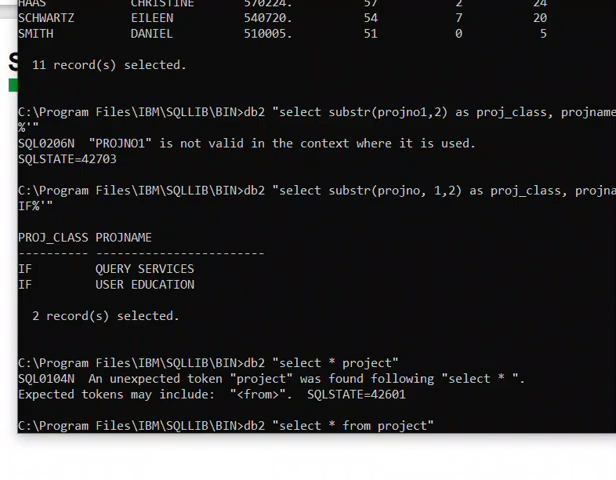 HAAS CHRISTINE 570224. 57 2 24
SCHWARTZ EILEEN 540720. 54 7 20
SMITH DANIEL 510005. 51 0 5
11 record(s) selected.
C:\Program Files\IBM\SQLLIB\BIN>db2 "select substr(projno1,2) as proj_class, projname
%'"
SQL0206N "PROJNO1" is not valid in the context where it is used.
SQLSTATE=42703
C:\Program Files\IBM\SQLLIB\BIN>db2 "select substr(projno, 1,2) as proj_class, projna
IF%'"
PROJ_CLASS PROJNAME
---------- ------------------------
IF QUERY SERVICES
IF USER EDUCATION
2 record(s) selected.
C:\Program Files\IBM\SQLLIB\BIN>db2 "select * project"
SQL0104N An unexpected token "project" was found following "select * ".
Expected tokens may include: "<from>". SQLSTATE=42601
C:\Program Files\IBM\SQLLIB\BIN>db2 "select * from project"